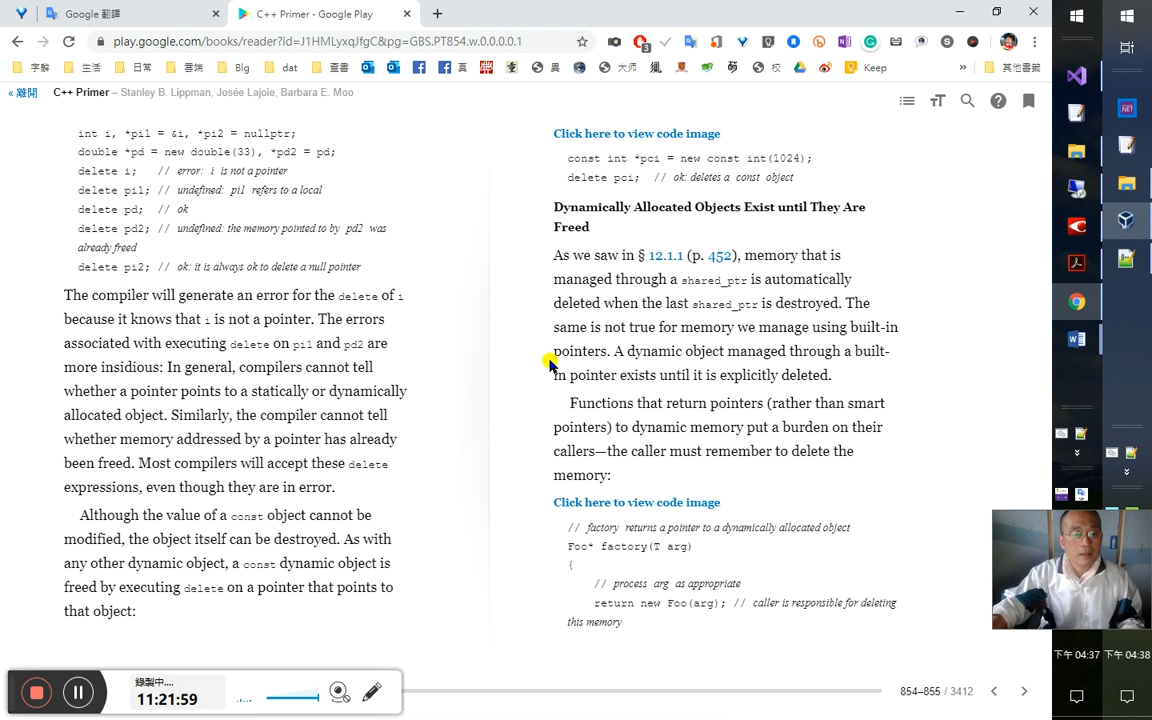 Google 翻譯
C++ Primer - Google Play
play.google.com/books/reader?id=J1HMLyxqJfgC&pg=GBS.PT854.w.0.0.0.0.1
字辭
生活
日常
雲端
Blg
dat
查書
真
異
大师
校
Keep
»
其他書籤
« 離開
C++ Primer – Stanley B. Lippman, Josée Lajoie, Barbara E. Moo
int i, *pi1 = &i, *pi2 = nullptr;
double *pd = new double(33), *pd2 = pd;
delete i; // error: i is not a pointer
delete pi1; // undefined: pi1 refers to a local
delete pd; // ok
delete pd2; // undefined: the memory pointed to by pd2 was
already freed
delete pi2; // ok: it is always ok to delete a null pointer
The compiler will generate an error for the delete of i
because it knows that i is not a pointer. The errors
associated with executing delete on pi1 and pd2 are
more insidious: In general, compilers cannot tell
whether a pointer points to a statically or dynamically
allocated object. Similarly, the compiler cannot tell
whether memory addressed by a pointer has already
been freed. Most compilers will accept these delete
expressions, even though they are in error.
Although the value of a const object cannot be
modified, the object itself can be destroyed. As with
any other dynamic object, a const dynamic object is
freed by executing delete on a pointer that points to
that object:
Click here to view code image
const int *pci = new const int(1024);
delete pci; // ok: deletes a const object
Dynamically Allocated Objects Exist until They Are
Freed
As we saw in § 12.1.1 (p. 452), memory that is
managed through a shared_ptr is automatically
deleted when the last shared_ptr is destroyed. The
same is not true for memory we manage using built-in
pointers. A dynamic object managed through a built-
in pointer exists until it is explicitly deleted.
Functions that return pointers (rather than smart
pointers) to dynamic memory put a burden on their
callers—the caller must remember to delete the
memory:
Click here to view code image
// factory returns a pointer to a dynamically allocated object
Foo* factory(T arg)
{
// process arg as appropriate
return new Foo(arg); // caller is responsible for deleting
this memory
854–855 / 3412
錄製中....
11:21:59
下午 04:37
下午 04:38